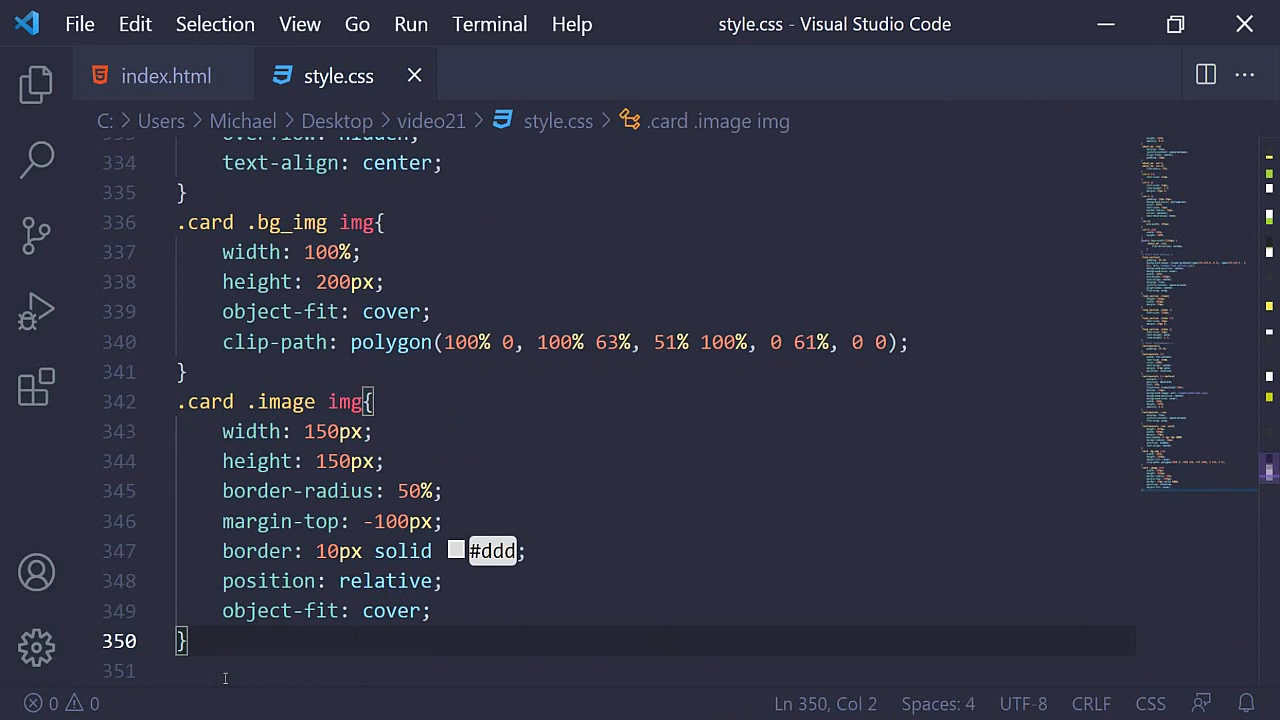 File Edit Selection View Go Run Terminal Help style.css - Visual Studio Code
index.html style.css
C: > Users > Michael > Desktop > video21 > style.css > .card .image img
334 text-align: center;
335 }
336 .card .bg_img img{
337 width: 100%;
338 height: 200px;
339 object-fit: cover;
340 clip-path: polygon(100% 0, 100% 63%, 51% 100%, 0 61%, 0 0);
341 }
342 .card .image img{
343 width: 150px;
344 height: 150px;
345 border-radius: 50%;
346 margin-top: -100px;
347 border: 10px solid #ddd;
348 position: relative;
349 object-fit: cover;
350 }
351
0 0 Ln 350, Col 2 Spaces: 4 UTF-8 CRLF CSS